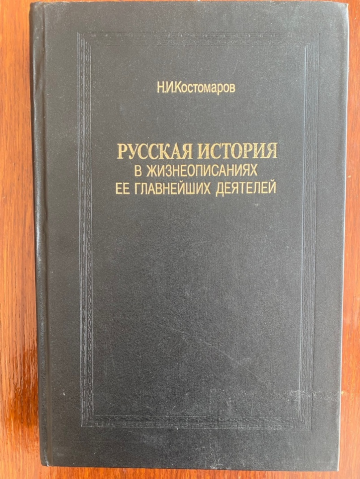 Н.И.Костомаров
РУССКАЯ ИСТОРИЯ
В ЖИЗНЕОПИСАНИЯХ
ЕЕ ГЛАВНЕЙШИХ ДЕЯТЕЛЕЙ